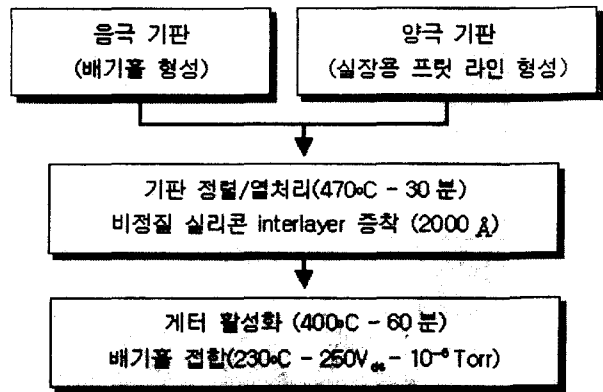 음극 기판
(배기홀 형성)
양극 기판
(실장용 프릿 라인 형성)
기판 정렬/열처리(470°C - 30 분)
비정질 실리콘 interlayer 증착 (2000 Å)
게터 활성화 (400°C - 60 분)
배기홀 접합(230°C - 250V dc - 10⁻⁶ Torr)